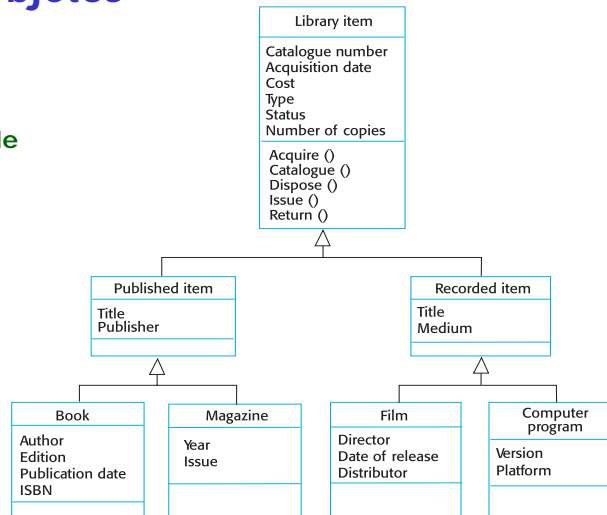 bjetos
Library item
Catalogue number
Acquisition date
Cost
Type
Status
Number of copies
Acquire ()
Catalogue ()
Dispose ()
Issue ()
Return ()
Published item
Title
Publisher
Recorded item
Title
Medium
Book
Author
Edition
Publication date
ISBN
Magazine
Year
Issue
Film
Director
Date of release
Distributor
Computer
program
Version
Platform